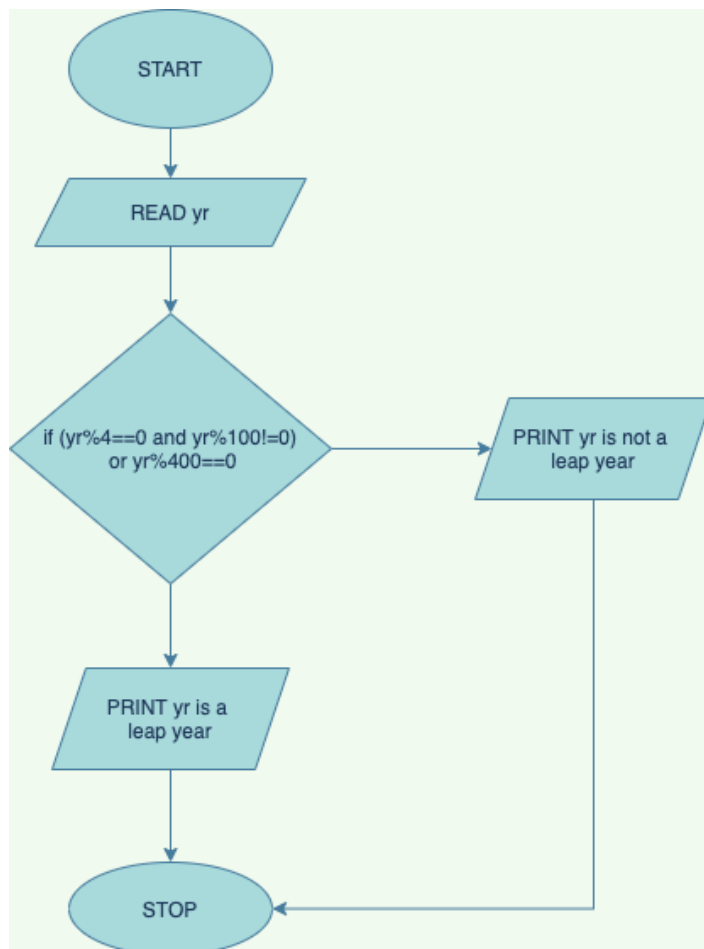 START
READ yr
if (yr%4==0 and yr%100!=0)
or yr%400==0
PRINT yr is not a
leap year
PRINT yr is a
leap year
STOP